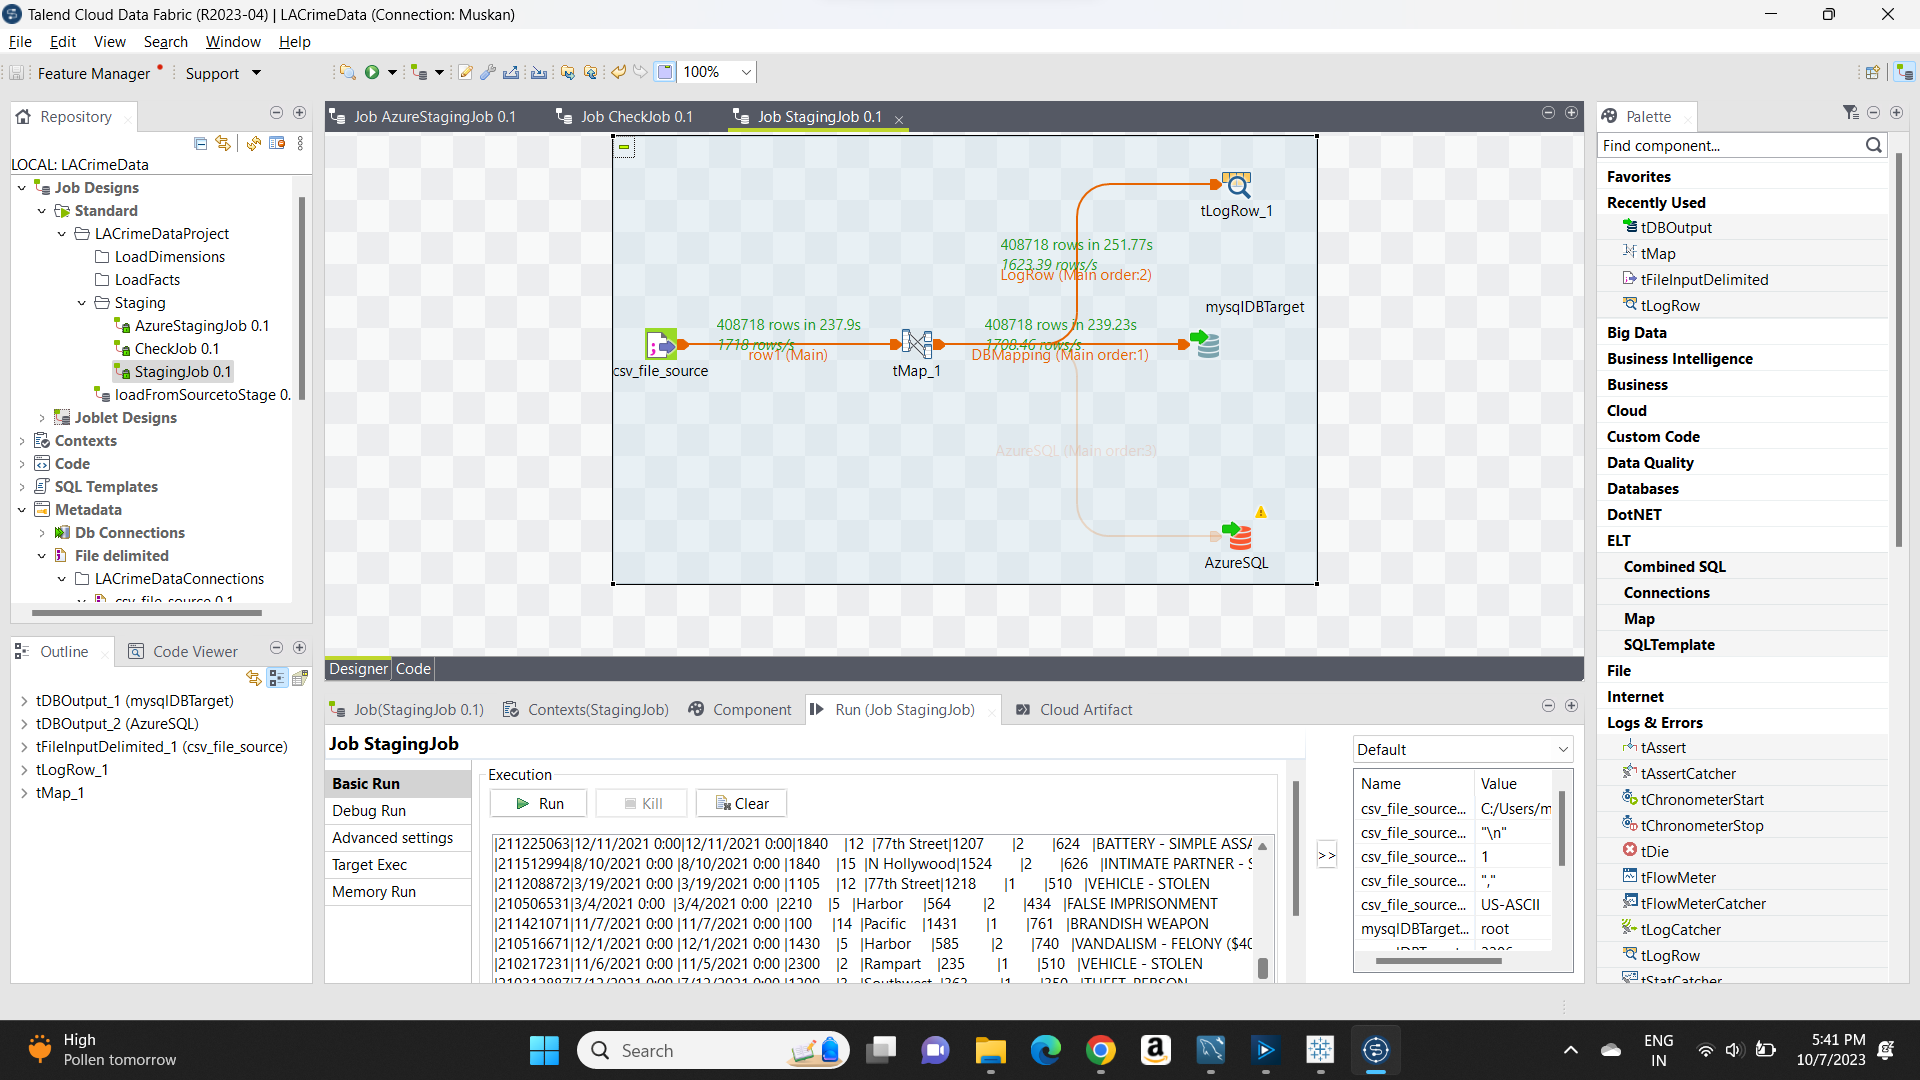 Talend Cloud Data Fabric (R2023-04) | LACrimeData (Connection: Muskan)
File Edit View Search Window Help
Feature Manager Support 100%
Repository
LOCAL: LACrimeData
Job Designs
Standard
LACrimeDataProject
LoadDimensions
LoadFacts
Staging
AzureStagingJob 0.1
CheckJob 0.1
StagingJob 0.1
loadFromSourcetoStage 0.
Joblet Designs
Contexts
Code
SQL Templates
Metadata
Db Connections
File delimited
LACrimeDataConnections
csv_file_source 0.1
Outline Code Viewer
tDBOutput_1 (mysqlDBTarget)
tDBOutput_2 (AzureSQL)
tFileInputDelimited_1 (csv_file_source)
tLogRow_1
tMap_1
Job AzureStagingJob 0.1 Job CheckJob 0.1 Job StagingJob 0.1
tLogRow_1
408718 rows in 251.77s
1623.39 rows/s
LogRow (Main order:2)
mysqlDBTarget
408718 rows in 237.9s
1718 rows/s
row1 (Main)
408718 rows in 239.23s
1708.46 rows/s
DBMapping (Main order:1)
csv_file_source
tMap_1
AzureSQL (Main order:3)
AzureSQL
Designer Code
Job(StagingJob 0.1) Contexts(StagingJob) Component Run (Job StagingJob) Cloud Artifact
Job StagingJob
Basic Run
Debug Run
Advanced settings
Target Exec
Memory Run
Execution
Run Kill Clear
|211225063|12/11/2021 0:00|12/11/2021 0:00|1840 |12 |77th Street|1207 |2 |624 |BATTERY - SIMPLE ASSA
|211512994|8/10/2021 0:00 |8/10/2021 0:00 |1840 |15 |N Hollywood|1524 |2 |626 |INTIMATE PARTNER - S
|211208872|3/19/2021 0:00 |3/19/2021 0:00 |1105 |12 |77th Street|1218 |1 |510 |VEHICLE - STOLEN
|210506531|3/4/2021 0:00 |3/4/2021 0:00 |2210 |5 |Harbor |564 |2 |434 |FALSE IMPRISONMENT
|211421071|11/7/2021 0:00 |11/7/2021 0:00 |100 |14 |Pacific |1431 |1 |761 |BRANDISH WEAPON
|210516671|12/1/2021 0:00 |12/1/2021 0:00 |1430 |5 |Harbor |585 |2 |740 |VANDALISM - FELONY ($40
|210217231|11/6/2021 0:00 |11/5/2021 0:00 |2300 |2 |Rampart |235 |1 |510 |VEHICLE - STOLEN
>>
Default
Name Value
csv_file_source... C:/Users/m
csv_file_source... "\n"
csv_file_source... 1
csv_file_source... ","
csv_file_source... US-ASCII
mysqlDBTarget... root
Palette
Find component...
Favorites
Recently Used
tDBOutput
tMap
tFileInputDelimited
tLogRow
Big Data
Business Intelligence
Business
Cloud
Custom Code
Data Quality
Databases
DotNET
ELT
Combined SQL
Connections
Map
SQLTemplate
File
Internet
Logs & Errors
tAssert
tAssertCatcher
tChronometerStart
tChronometerStop
tDie
tFlowMeter
tFlowMeterCatcher
tLogCatcher
tLogRow
tStatCatcher
High
Pollen tomorrow
Search
ENG
IN
5:41 PM
10/7/2023